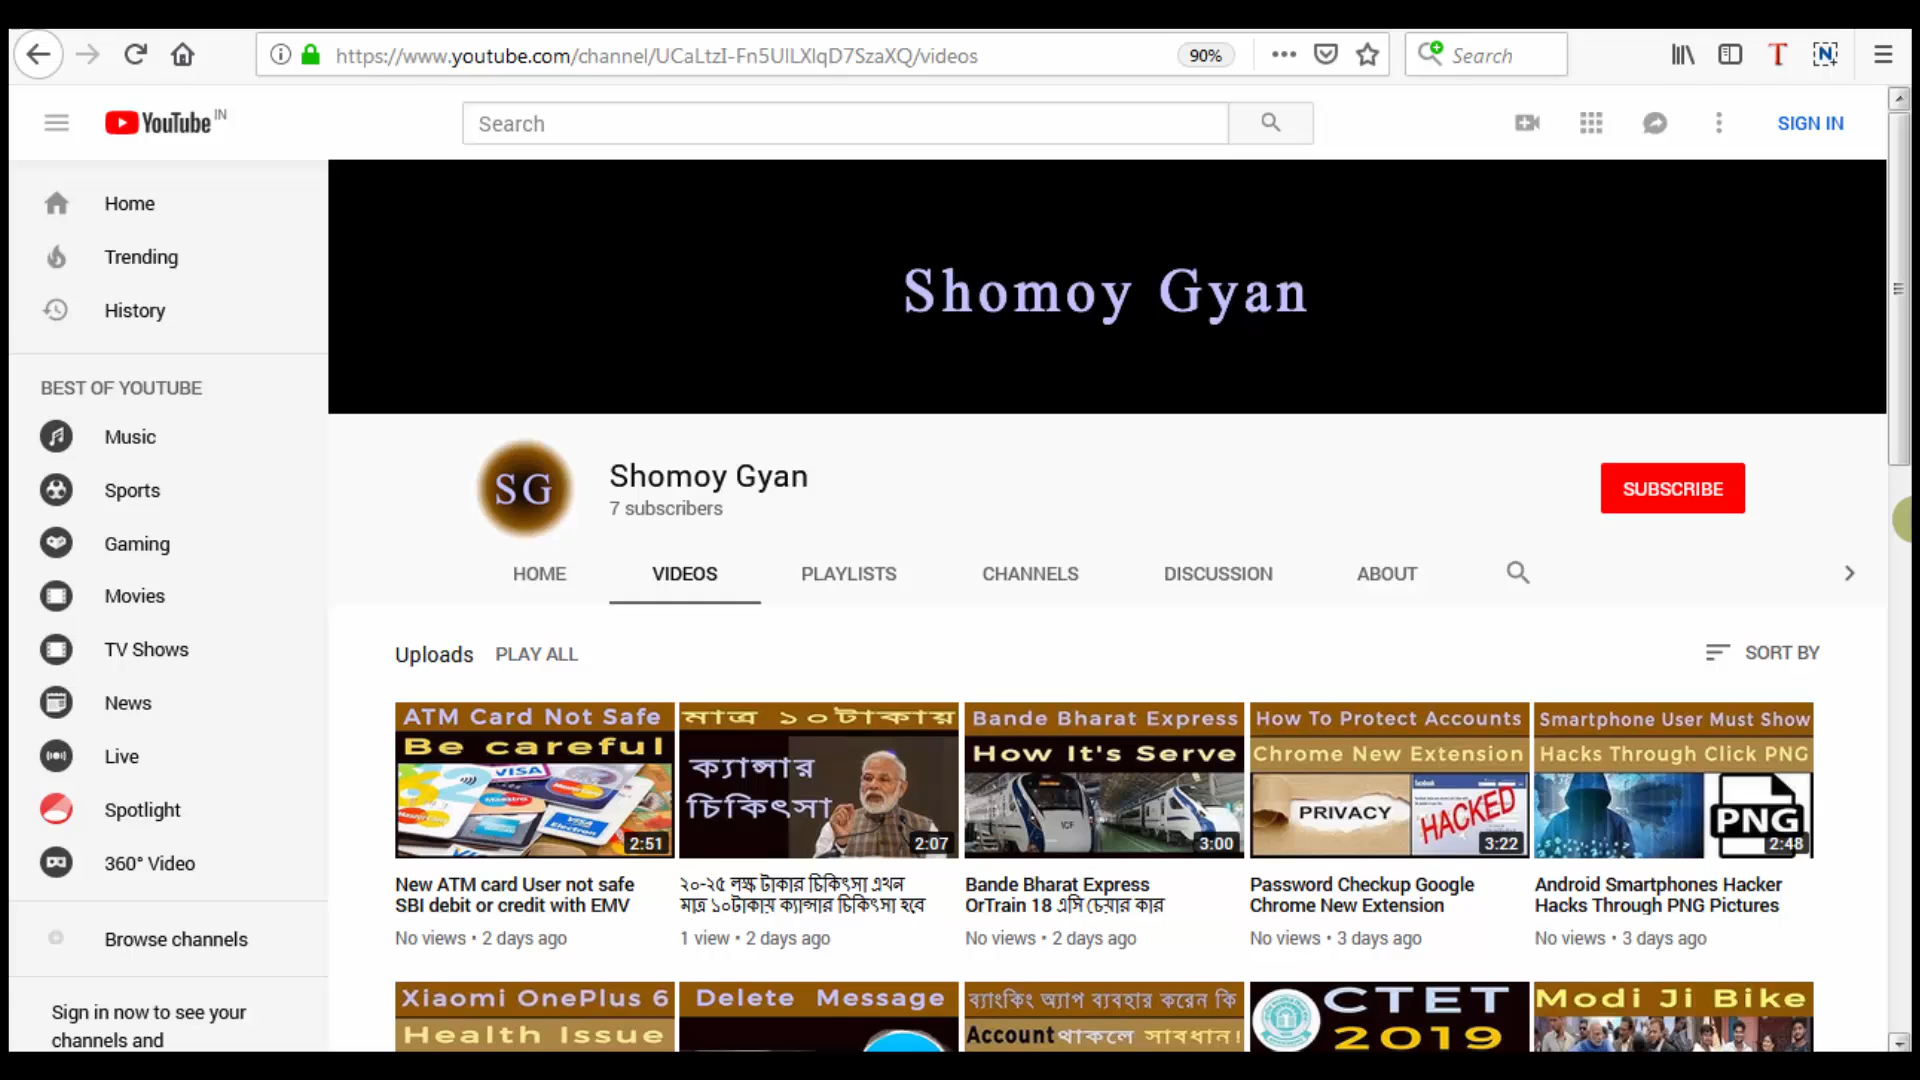 https://www.youtube.com/channel/UCaLtzI-Fn5UlLXlqD7SzaXQ/videos
90%
Search
YouTube IN
Search
SIGN IN
Home
Trending
History
BEST OF YOUTUBE
Music
Sports
Gaming
Movies
TV Shows
News
Live
Spotlight
360° Video
Browse channels
Sign in now to see your
channels and
Shomoy Gyan
SG
Shomoy Gyan
7 subscribers
SUBSCRIBE
HOME
VIDEOS
PLAYLISTS
CHANNELS
DISCUSSION
ABOUT
Uploads
PLAY ALL
SORT BY
ATM Card Not Safe
Be careful
VISA
2:51
New ATM card User not safe
SBI debit or credit with EMV
No views • 2 days ago
মাত্র ১০টাকায়
ক্যান্সার
চিকিৎসা
2:07
২০-২৫ লক্ষ টাকার চিকিৎসা এখন
মাত্র ১০টাকায় ক্যান্সার চিকিৎসা হবে
1 view • 2 days ago
Bande Bharat Express
How It's Serve
3:00
Bande Bharat Express
OrTrain 18 এসি চেয়ার কার
No views • 2 days ago
How To Protect Accounts
Chrome New Extension
PRIVACY
HACKED
3:22
Password Checkup Google
Chrome New Extension
No views • 3 days ago
Smartphone User Must Show
Hacks Through Click PNG
PNG
2:48
Android Smartphones Hacker
Hacks Through PNG Pictures
No views • 3 days ago
Xiaomi OnePlus 6
Health Issue
Delete Message
ব্যাংকিং অ্যাপ ব্যবহার করেন কি
Account থাকলে সাবধান!
CTET
2019
Modi Ji Bike